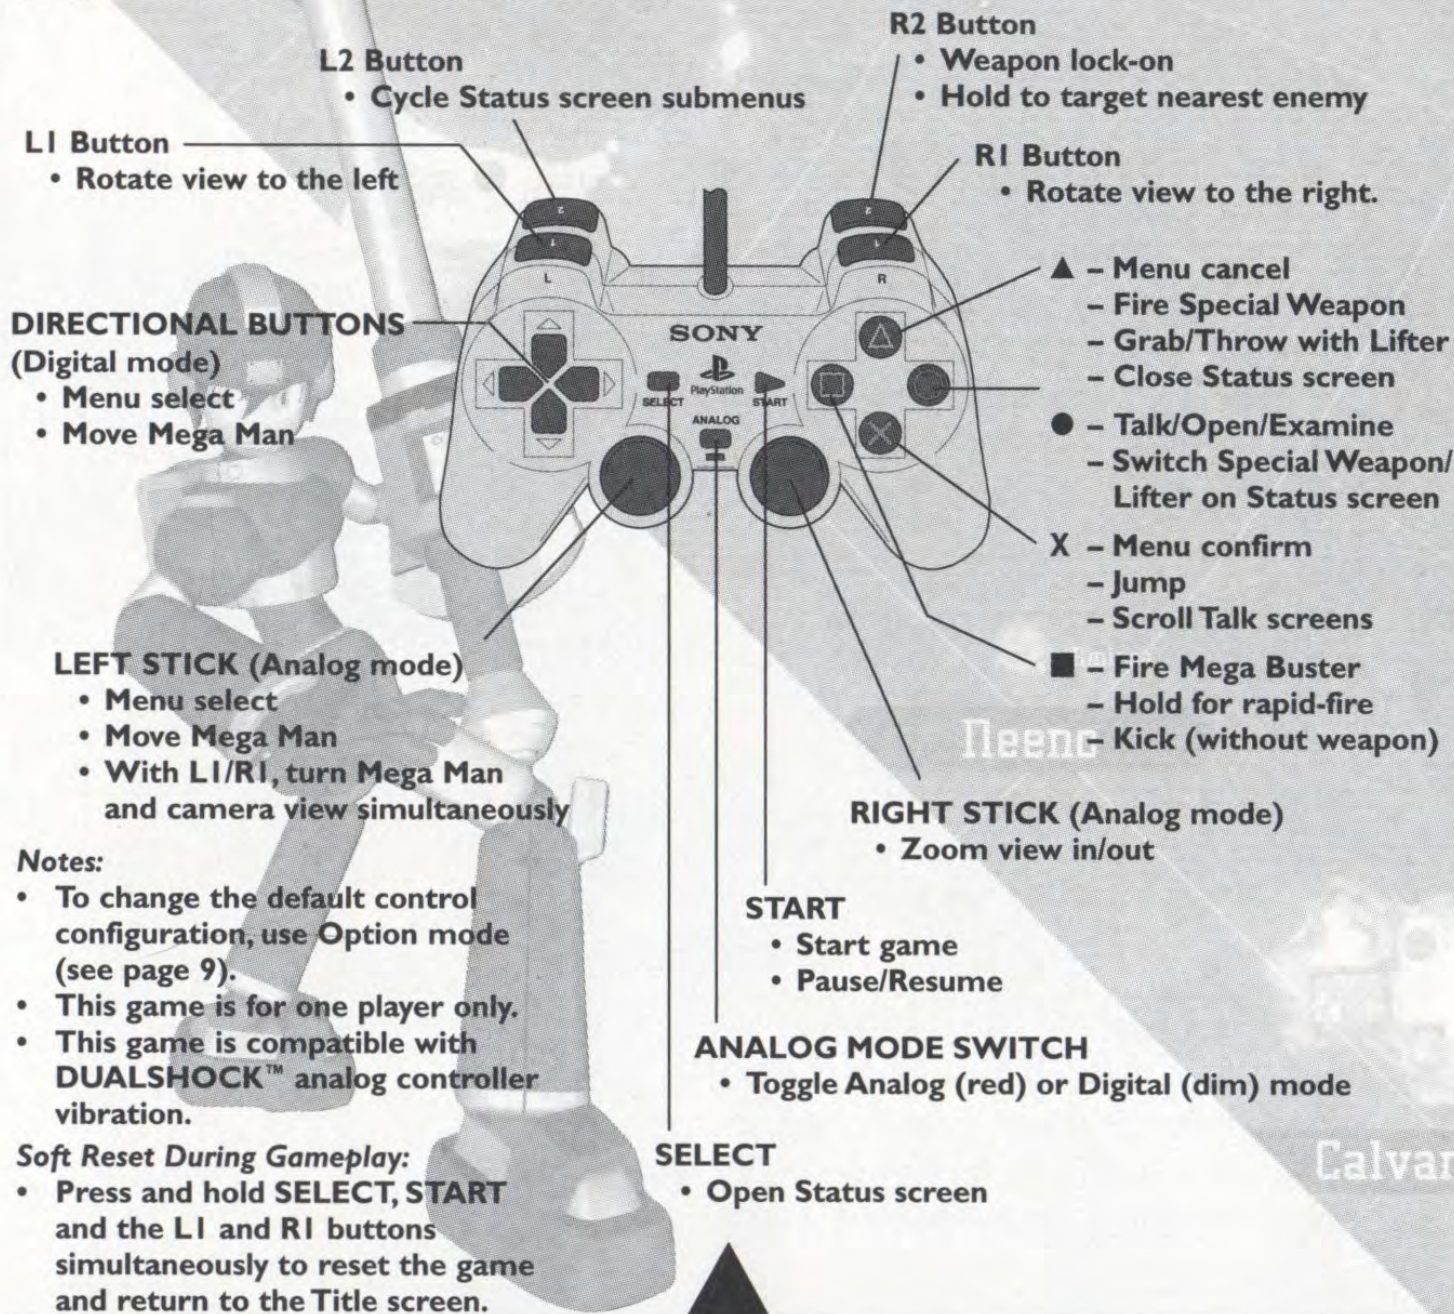 R2 Button
• Weapon lock-on
• Hold to target nearest enemy
L2 Button
• Cycle Status screen submenus
L1 Button
• Rotate view to the left
R1 Button
• Rotate view to the right.
2
1
L
2
1
R
SONY
PlayStation
SELECT
START
ANALOG
DIRECTIONAL BUTTONS
(Digital mode)
• Menu select
• Move Mega Man
▲ – Menu cancel
– Fire Special Weapon
– Grab/Throw with Lifter
– Close Status screen
● – Talk/Open/Examine
– Switch Special Weapon/
Lifter on Status screen
X – Menu confirm
– Jump
– Scroll Talk screens
■ – Fire Mega Buster
– Hold for rapid-fire
– Kick (without weapon)
LEFT STICK (Analog mode)
• Menu select
• Move Mega Man
• With L1/R1, turn Mega Man
and camera view simultaneously
RIGHT STICK (Analog mode)
• Zoom view in/out
Notes:
• To change the default control
configuration, use Option mode
(see page 9).
• This game is for one player only.
• This game is compatible with
DUALSHOCK™ analog controller
vibration.
START
• Start game
• Pause/Resume
ANALOG MODE SWITCH
• Toggle Analog (red) or Digital (dim) mode
SELECT
• Open Status screen
Soft Reset During Gameplay:
• Press and hold SELECT, START
and the L1 and R1 buttons
simultaneously to reset the game
and return to the Title screen.